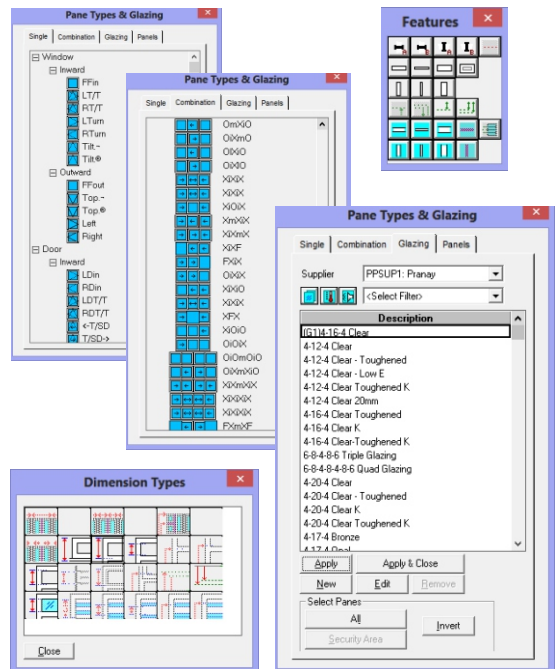 Pane Types & Glazing
Single
Combination
Glazing
Panels
Window
Inward
FFin
LT/T
RT/T
LTurn
RTurn
Tilt~
Tilt®
Outward
FFout
Top.~
Top.®
Left
Right
Door
Inward
LDin
RDin
LDT/T
RDT/T
<-T/SD
T/SD->
Pane Types & Glazing
Single
Combination
Glazing
Panels
OmXiO
OiXmO
OIXiO
OiXIO
XIXIX
XiXiX
XiOiX
XmXiX
XiXmX
XiXF
FXiX
OiXiX
XiXiO
XiXiX
XFX
XiOiO
OiOiX
OiOmOiO
OiXmXiO
XiXmXiX
XIXIXIX
XiXiXiX
FXmXF
Features
A
B
A
B
Pane Types & Glazing
Single
Combination
Glazing
Panels
Supplier
PPSUP1: Pranay
<Select Filter>
Description
(G1)4-16-4 Clear
4-12-4 Clear
4-12-4 Clear - Toughened
4-12-4 Clear - Low E
4-12-4 Clear Toughened K
4-12-4 Clear 20mm
4-16-4 Clear Toughened
4-16-4 Clear K
4-16-4 Clear-Toughened K
6-8-4-8-6 Triple Glazing
6-8-4-8-4-8-6 Quad Glazing
4-20-4 Clear
4-20-4 Clear - Toughened
4-20-4 Clear K
4-20-4 Clear Toughened K
4-17-4 Bronze
4-17-4 Opal
Apply
Apply & Close
New
Edit
Remove
Select Panes
All
Invert
Security Area
Dimension Types
Close